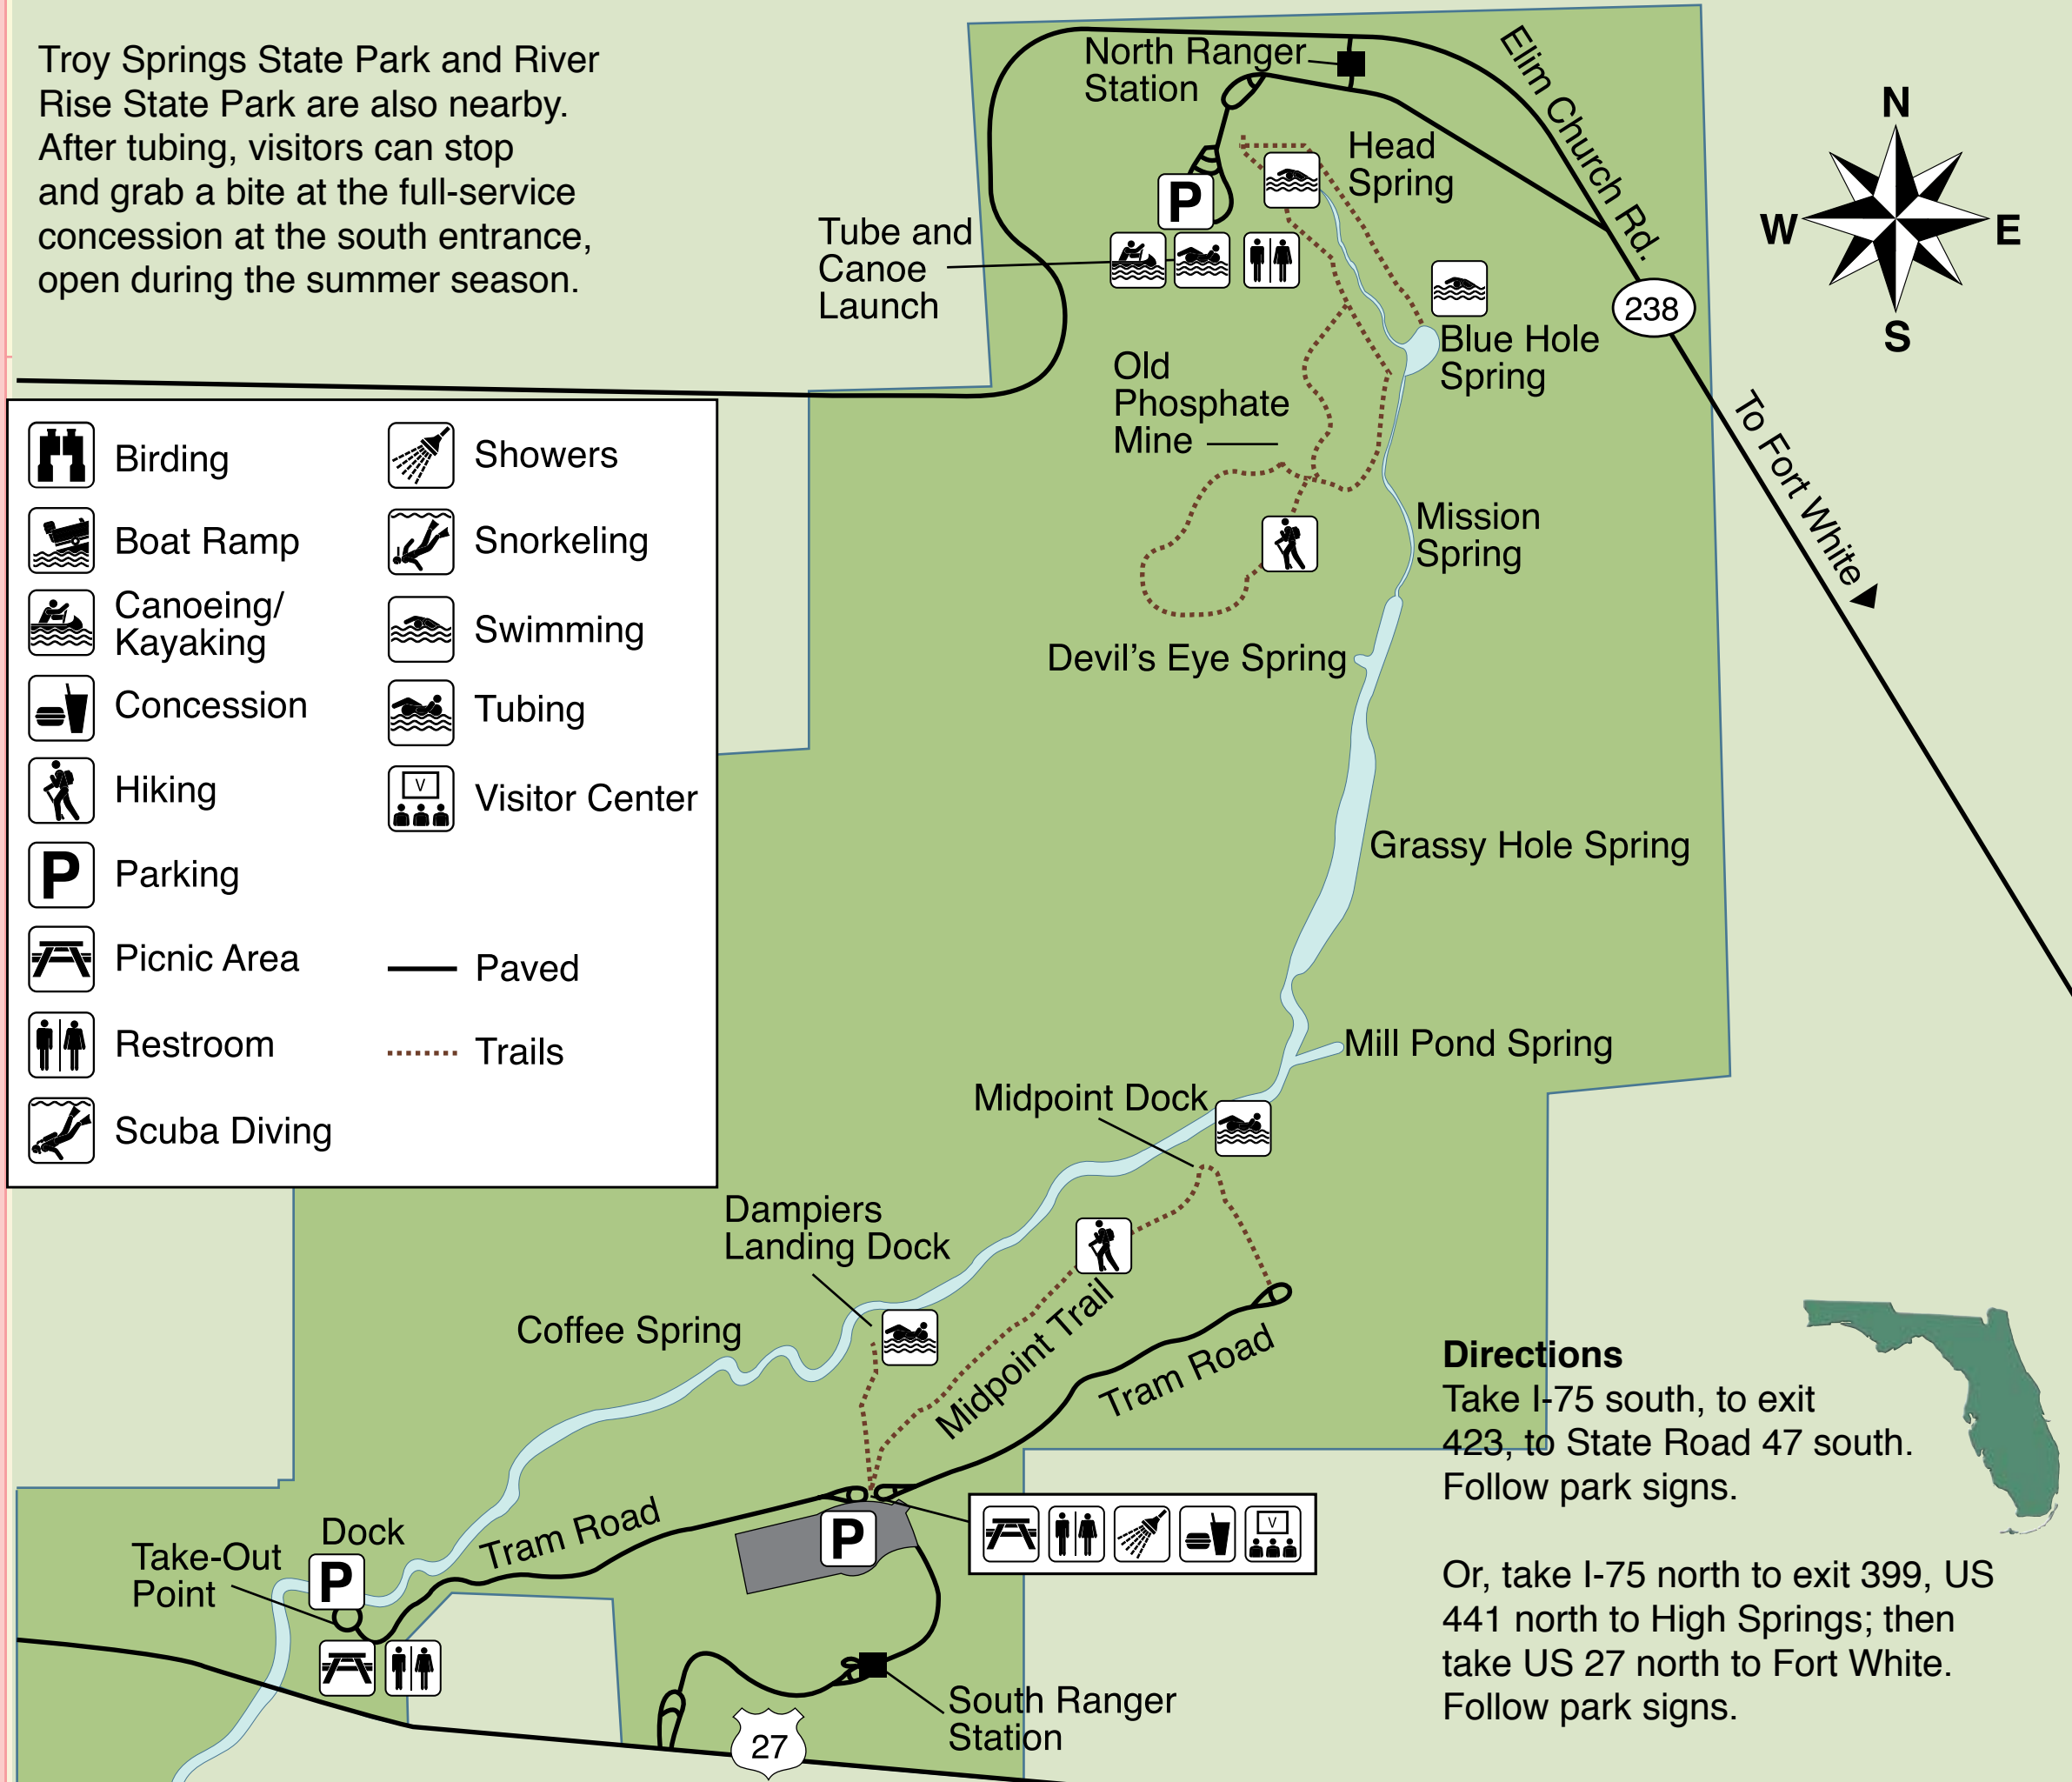 Troy Springs State Park and River
Rise State Park are also nearby.
After tubing, visitors can stop
and grab a bite at the full-service
concession at the south entrance,
open during the summer season.
North Ranger
Station
Elim Church Rd.
Head
Spring
P
Tube and
Canoe
Launch
238
N
W
E
S
Blue Hole
Spring
To Fort White
Old
Phosphate
Mine
Mission
Spring
Devil's Eye Spring
Grassy Hole Spring
Mill Pond Spring
Midpoint Dock
Birding
Boat Ramp
Canoeing/
Kayaking
Concession
Hiking
P
Parking
Picnic Area
Restroom
Scuba Diving
Showers
Snorkeling
Swimming
Tubing
V
Visitor Center
Paved
Trails
Dampiers
Landing Dock
Coffee Spring
Midpoint Trail
Tram Road
Tram Road
Dock
P
Take-Out
Point
P
V
South Ranger
Station
27
Directions
Take I-75 south, to exit
423, to State Road 47 south.
Follow park signs.
Or, take I-75 north to exit 399, US
441 north to High Springs; then
take US 27 north to Fort White.
Follow park signs.